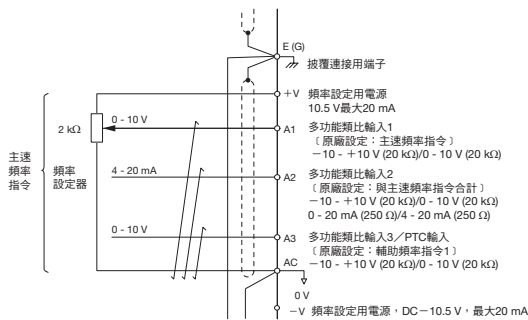 E (G)
披覆連接用端子
+V 頻率設定用電源
10.5 V最大20 mA
2 kΩ
0 - 10 V
A1 多功能類比輸入1
〔原廠設定：主速頻率指令〕
−10 - +10 V (20 kΩ)/0 - 10 V (20 kΩ)
主速
頻率
指令
頻率
設定器
4 - 20 mA
A2 多功能類比輸入2
〔原廠設定：與主速頻率指令合計〕
−10 - +10 V (20 kΩ)/0 - 10 V (20 kΩ)
0 - 20 mA (250 Ω)/4 - 20 mA (250 Ω)
0 - 10 V
A3 多功能類比輸入3／PTC輸入
〔原廠設定：輔助頻率指令1〕
−10 - +10 V (20 kΩ)/0 - 10 V (20 kΩ)
AC
0 V
−V 頻率設定用電源，DC−10.5 V，最大20 mA